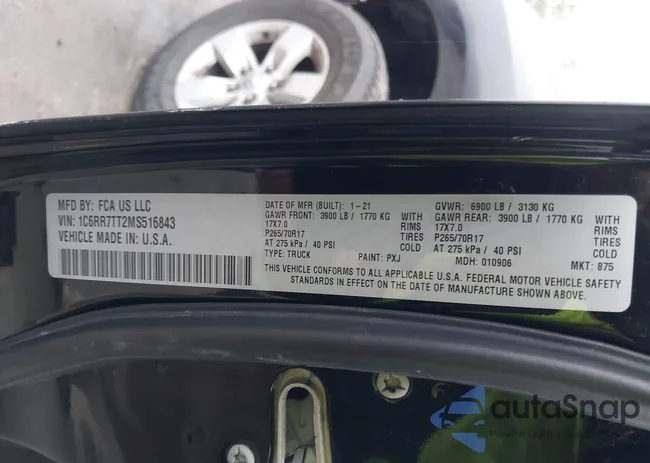 MFD BY: FCA US LLC
VIN: 1C6RR7TT2MS516843
VEHICLE MADE IN: U.S.A.
DATE OF MFR (BUILT): 1-21
GAWR FRONT: 3900 LB / 1770 KG WITH
17X7.0 RIMS
P265/70R17 TIRES
AT 275 kPa / 40 PSI COLD
TYPE: TRUCK PAINT: PXJ
GVWR: 6900 LB / 3130 KG
GAWR REAR: 3900 LB / 1770 KG WITH
17X7.0 RIMS
P265/70R17 TIRES
AT 275 kPa / 40 PSI COLD
MDH: 010906 MKT: 875
THIS VEHICLE CONFORMS TO ALL APPLICABLE U.S.A. FEDERAL MOTOR VEHICLE SAFETY
STANDARDS IN EFFECT ON THE DATE OF MANUFACTURE SHOWN ABOVE.
autaSnap